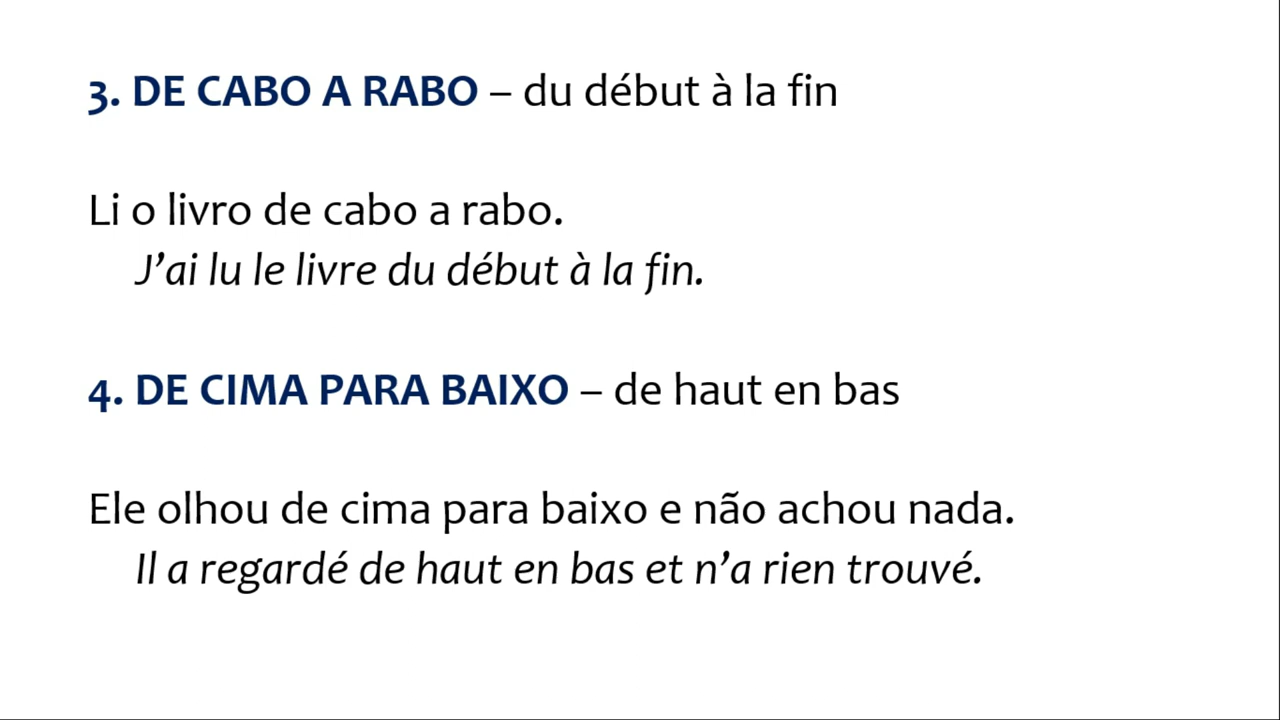 3. DE CABO A RABO – du début à la fin
Li o livro de cabo a rabo.
J’ai lu le livre du début à la fin.
4. DE CIMA PARA BAIXO – de haut en bas
Ele olhou de cima para baixo e não achou nada.
Il a regardé de haut en bas et n’a rien trouvé.